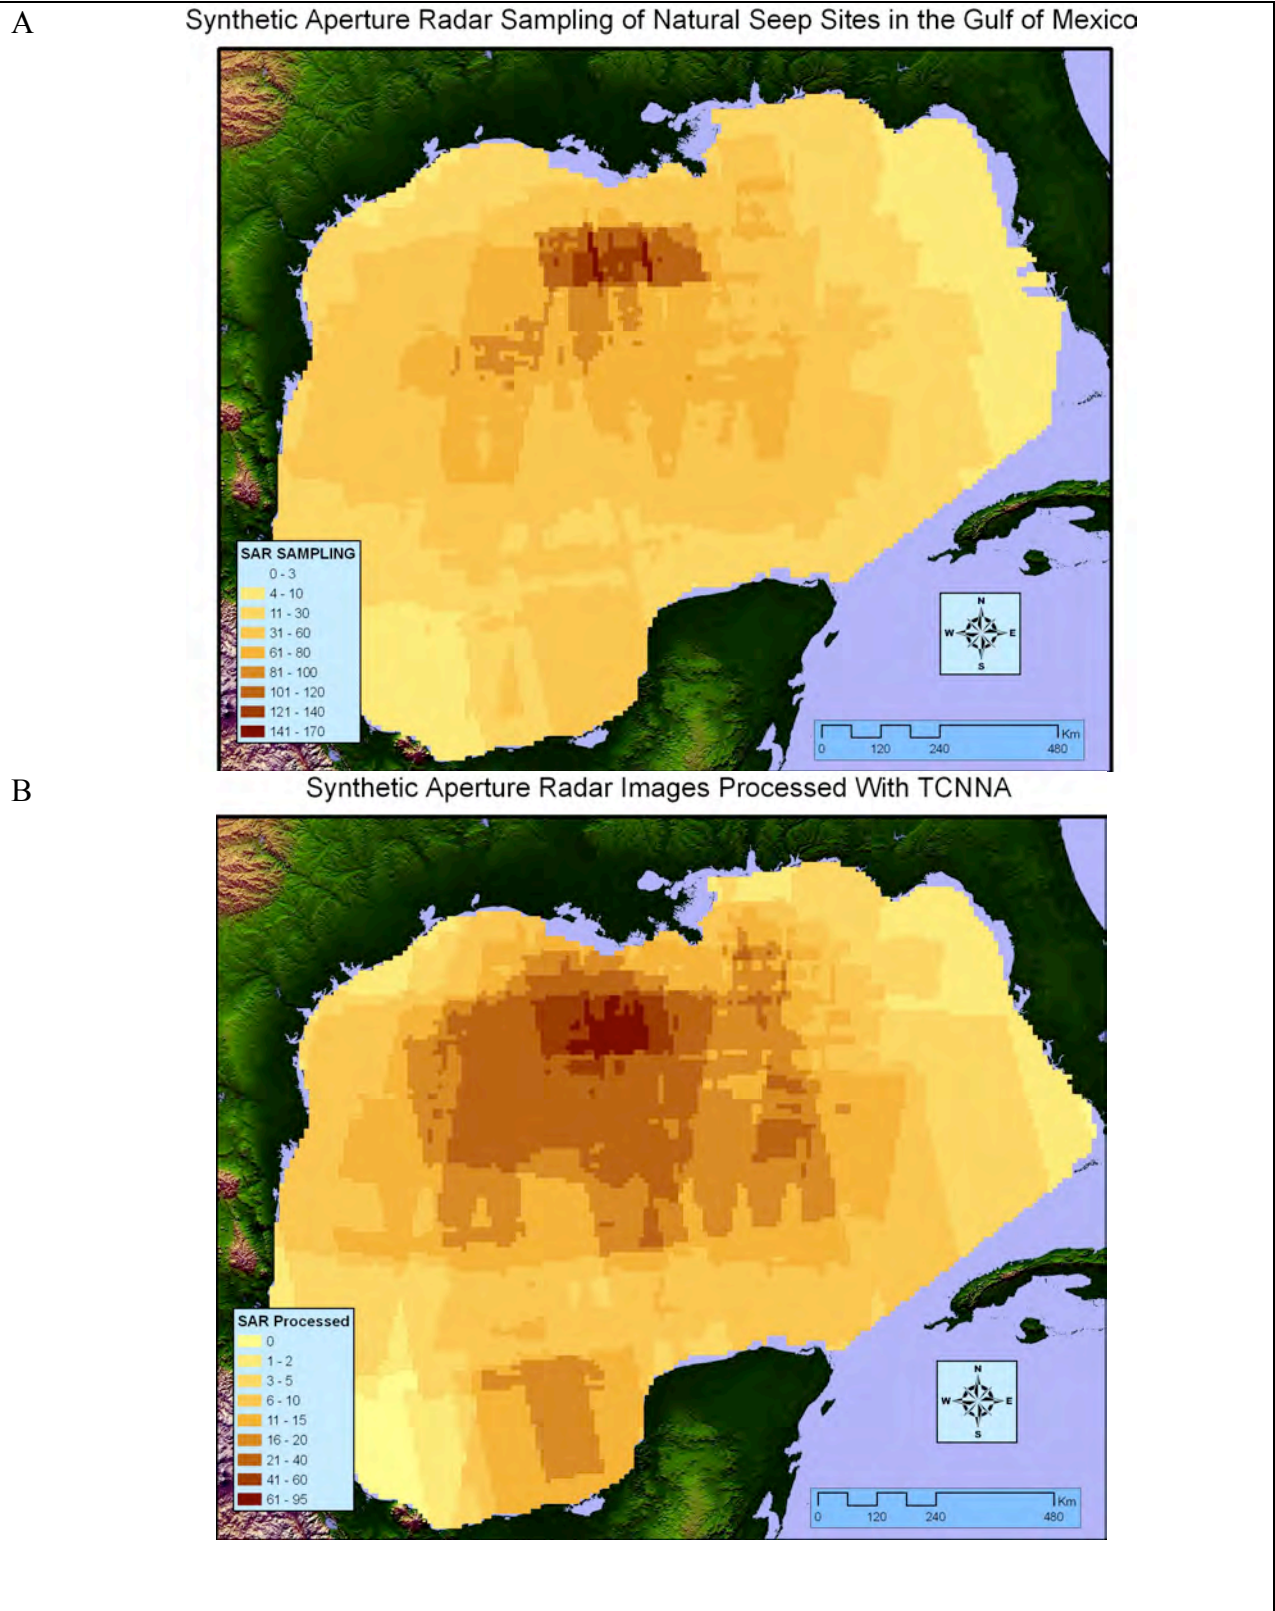 A
Synthetic Aperture Radar Sampling of Natural Seep Sites in the Gulf of Mexico
SAR SAMPLING
0 - 3
4 - 10
11 - 30
31 - 60
61 - 80
81 - 100
101 - 120
121 - 140
141 - 170
N
W E
S
Km
0 120 240 480
B
Synthetic Aperture Radar Images Processed With TCNNA
SAR Processed
0
1 - 2
3 - 5
6 - 10
11 - 15
16 - 20
21 - 40
41 - 60
61 - 95
N
W E
S
Km
0 120 240 480